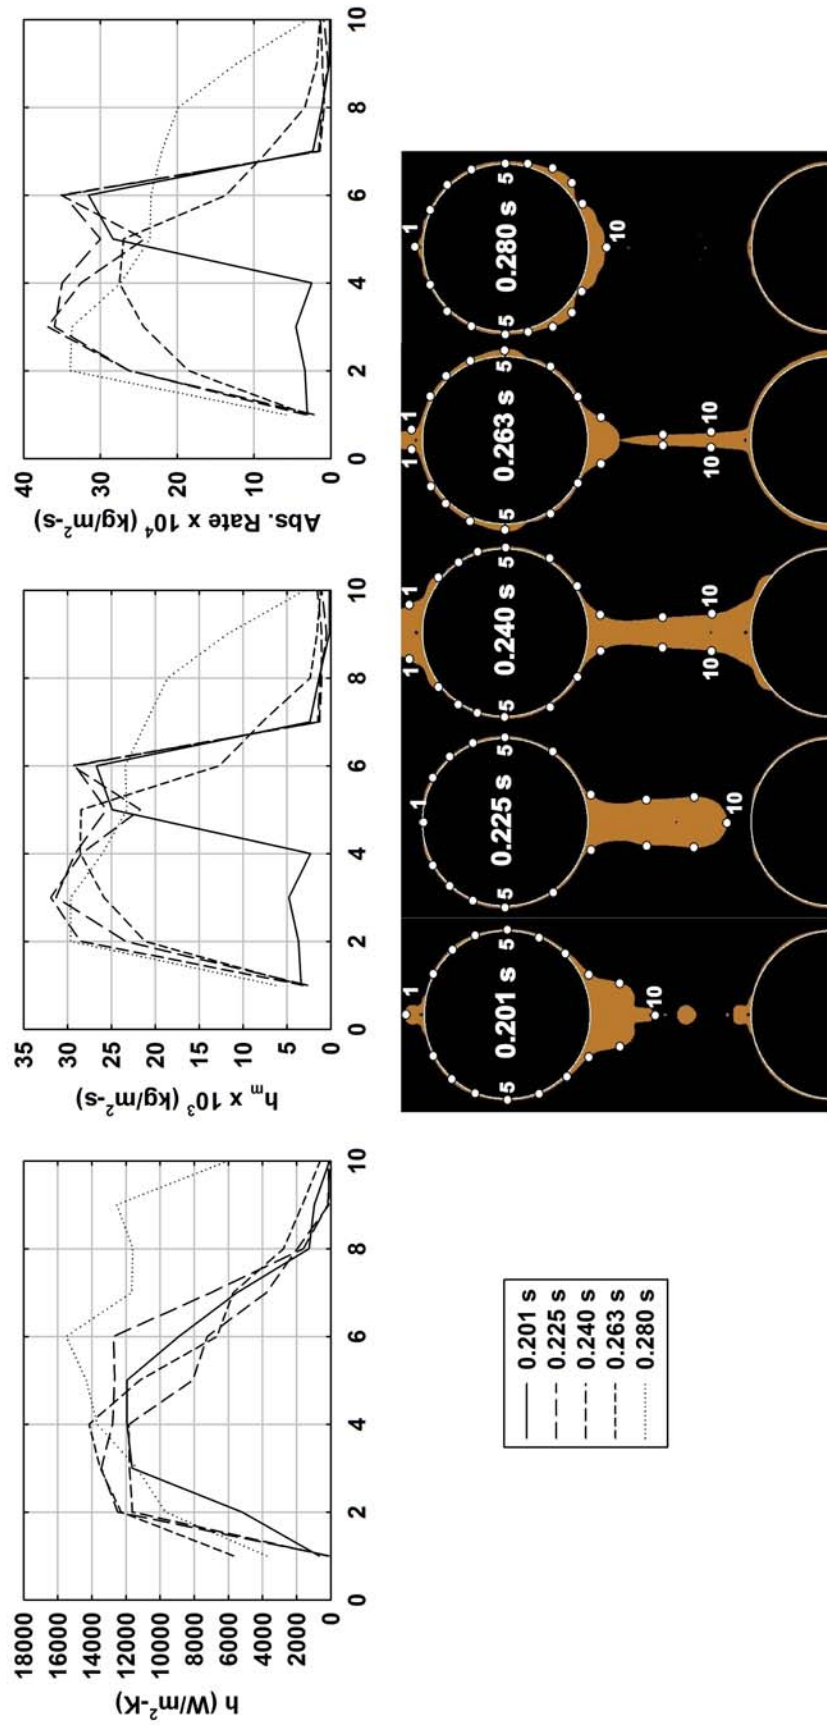 h (W/m²-K)
18000
16000
14000
12000
10000
8000
6000
4000
2000
0
0 2 4 6 8 10
hₘ x 10³ (kg/m²-s)
35
30
25
20
15
10
5
0
0 2 4 6 8 10
Abs. Rate x 10⁴ (kg/m²-s)
40
30
20
10
0
0 2 4 6 8 10
0.201 s
0.225 s
0.240 s
0.263 s
0.280 s
1
5 0.201 s 5
10
1
5 0.225 s 5
10
1 1
5 0.240 s 5
10 10
1 1
5 0.263 s 5
10 10
1
5 0.280 s 5
10